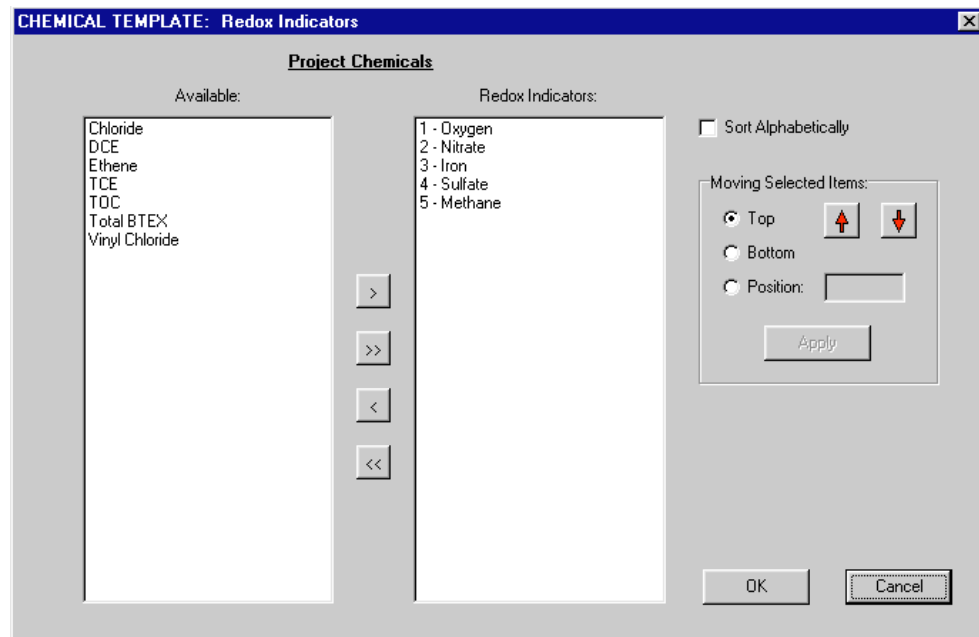 CHEMICAL TEMPLATE: Redox Indicators
Project Chemicals
Available:
Chloride
DCE
Ethene
TCE
TOC
Total BTEX
Vinyl Chloride
>
>>
<
<<
Redox Indicators:
1 - Oxygen
2 - Nitrate
3 - Iron
4 - Sulfate
5 - Methane
Sort Alphabetically
Moving Selected Items:
Top
Bottom
Position:
Apply
OK
Cancel